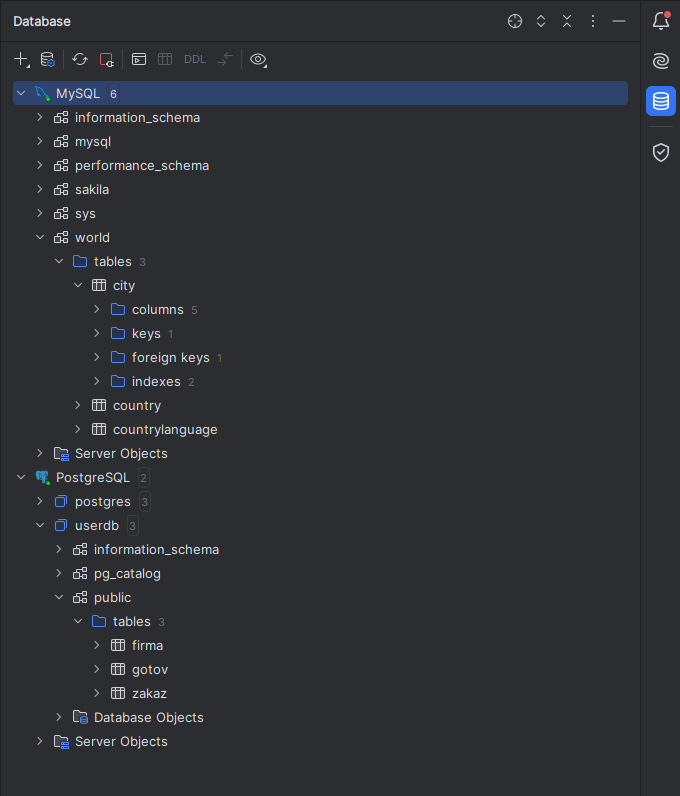 Database
DDL
MySQL 6
information_schema
mysql
performance_schema
sakila
sys
world
tables 3
city
columns 5
keys 1
foreign keys 1
indexes 2
country
countrylanguage
Server Objects
PostgreSQL 2
postgres 3
userdb 3
information_schema
pg_catalog
public
tables 3
firma
gotov
zakaz
Database Objects
Server Objects